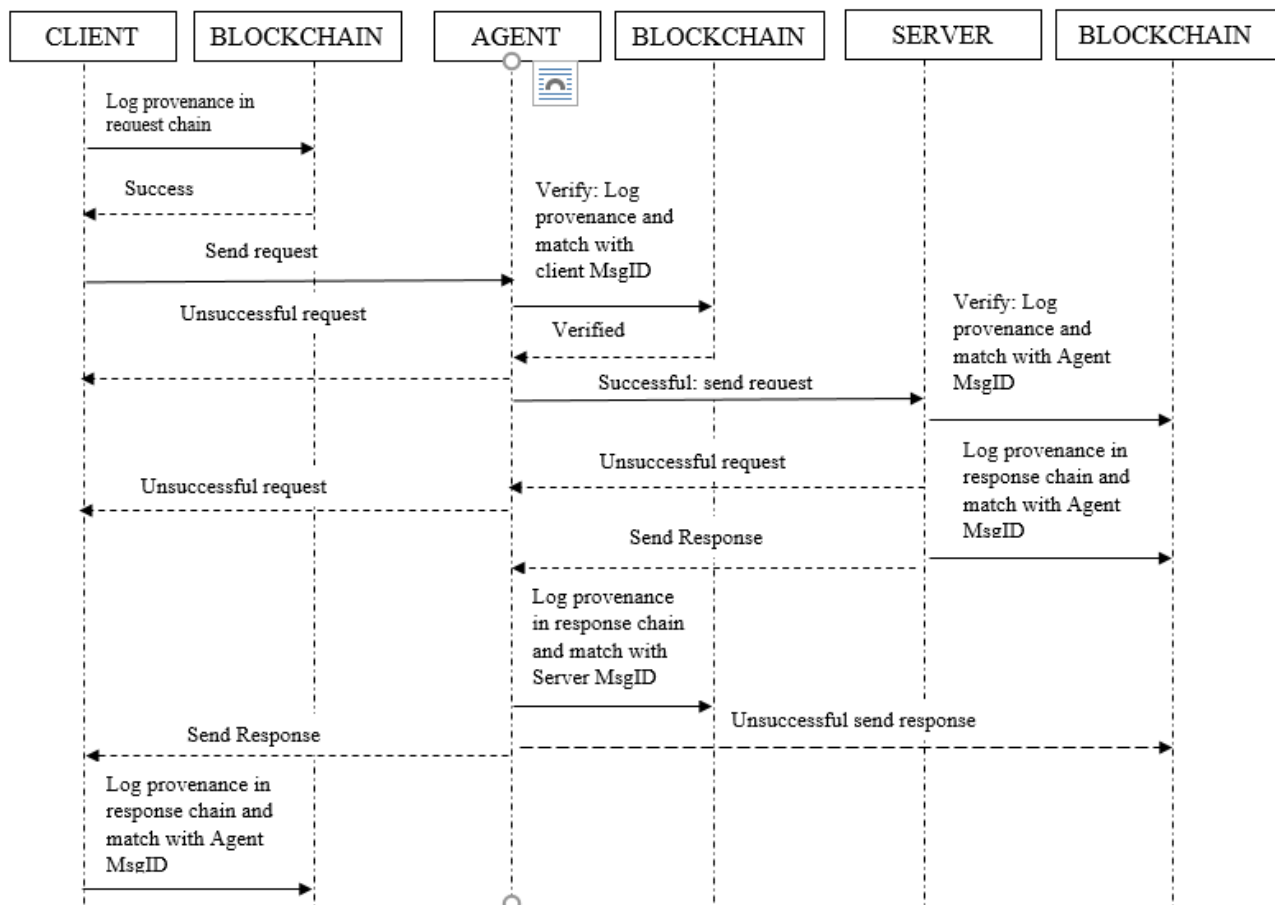 CLIENT
BLOCKCHAIN
AGENT
BLOCKCHAIN
SERVER
BLOCKCHAIN
Log provenance in
request chain
Success
Verify: Log
provenance and
match with
client MsgID
Send request
Unsuccessful request
Verified
Verify: Log
provenance and
match with Agent
MsgID
Successful: send request
Log provenance in
response chain and
match with Agent
MsgID
Unsuccessful request
Unsuccessful request
Send Response
Log provenance
in response chain
and match with
Server MsgID
Unsuccessful send response
Send Response
Log provenance in
response chain and
match with Agent
MsgID